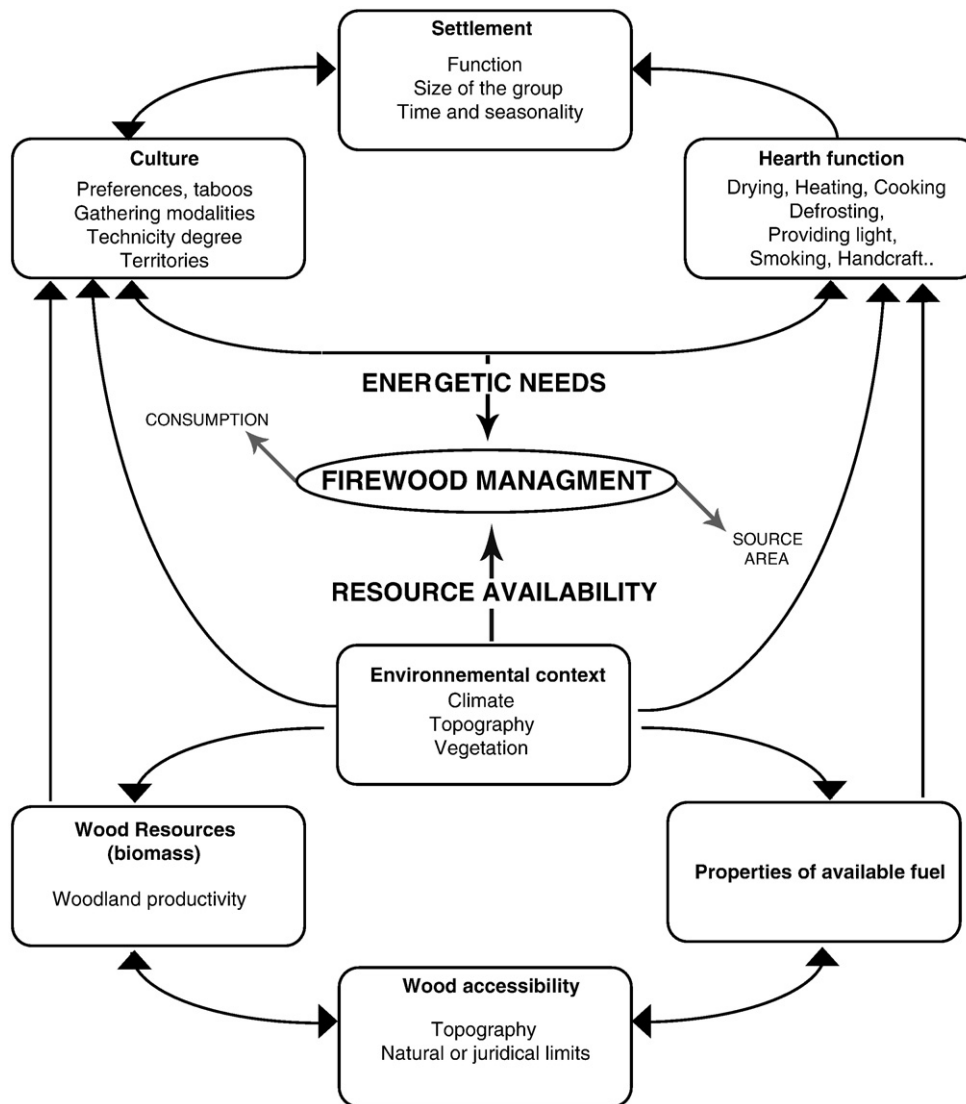 Settlement
Function
Size of the group
Time and seasonality
Culture
Preferences, taboos
Gathering modalities
Technicity degree
Territories
Hearth function
Drying, Heating, Cooking
Defrosting,
Providing light,
Smoking, Handcraft..
ENERGETIC NEEDS
CONSUMPTION
FIREWOOD MANAGMENT
SOURCE
AREA
RESOURCE AVAILABILITY
Environnemental context
Climate
Topography
Vegetation
Wood Resources
(biomass)
Woodland productivity
Properties of available fuel
Wood accessibility
Topography
Natural or juridical limits